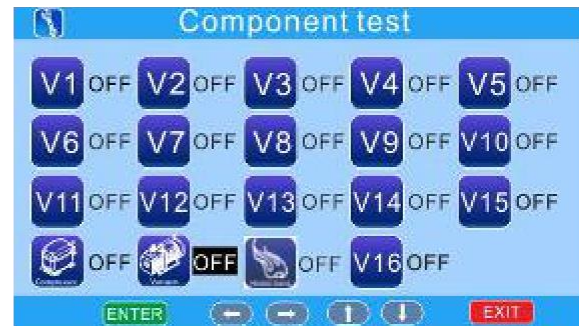 Component test
V1 OFF V2 OFF V3 OFF V4 OFF V5 OFF
V6 OFF V7 OFF V8 OFF V9 OFF V10 OFF
V11 OFF V12 OFF V13 OFF V14 OFF V15 OFF
OFF OFF OFF V16 OFF
ENTER EXIT